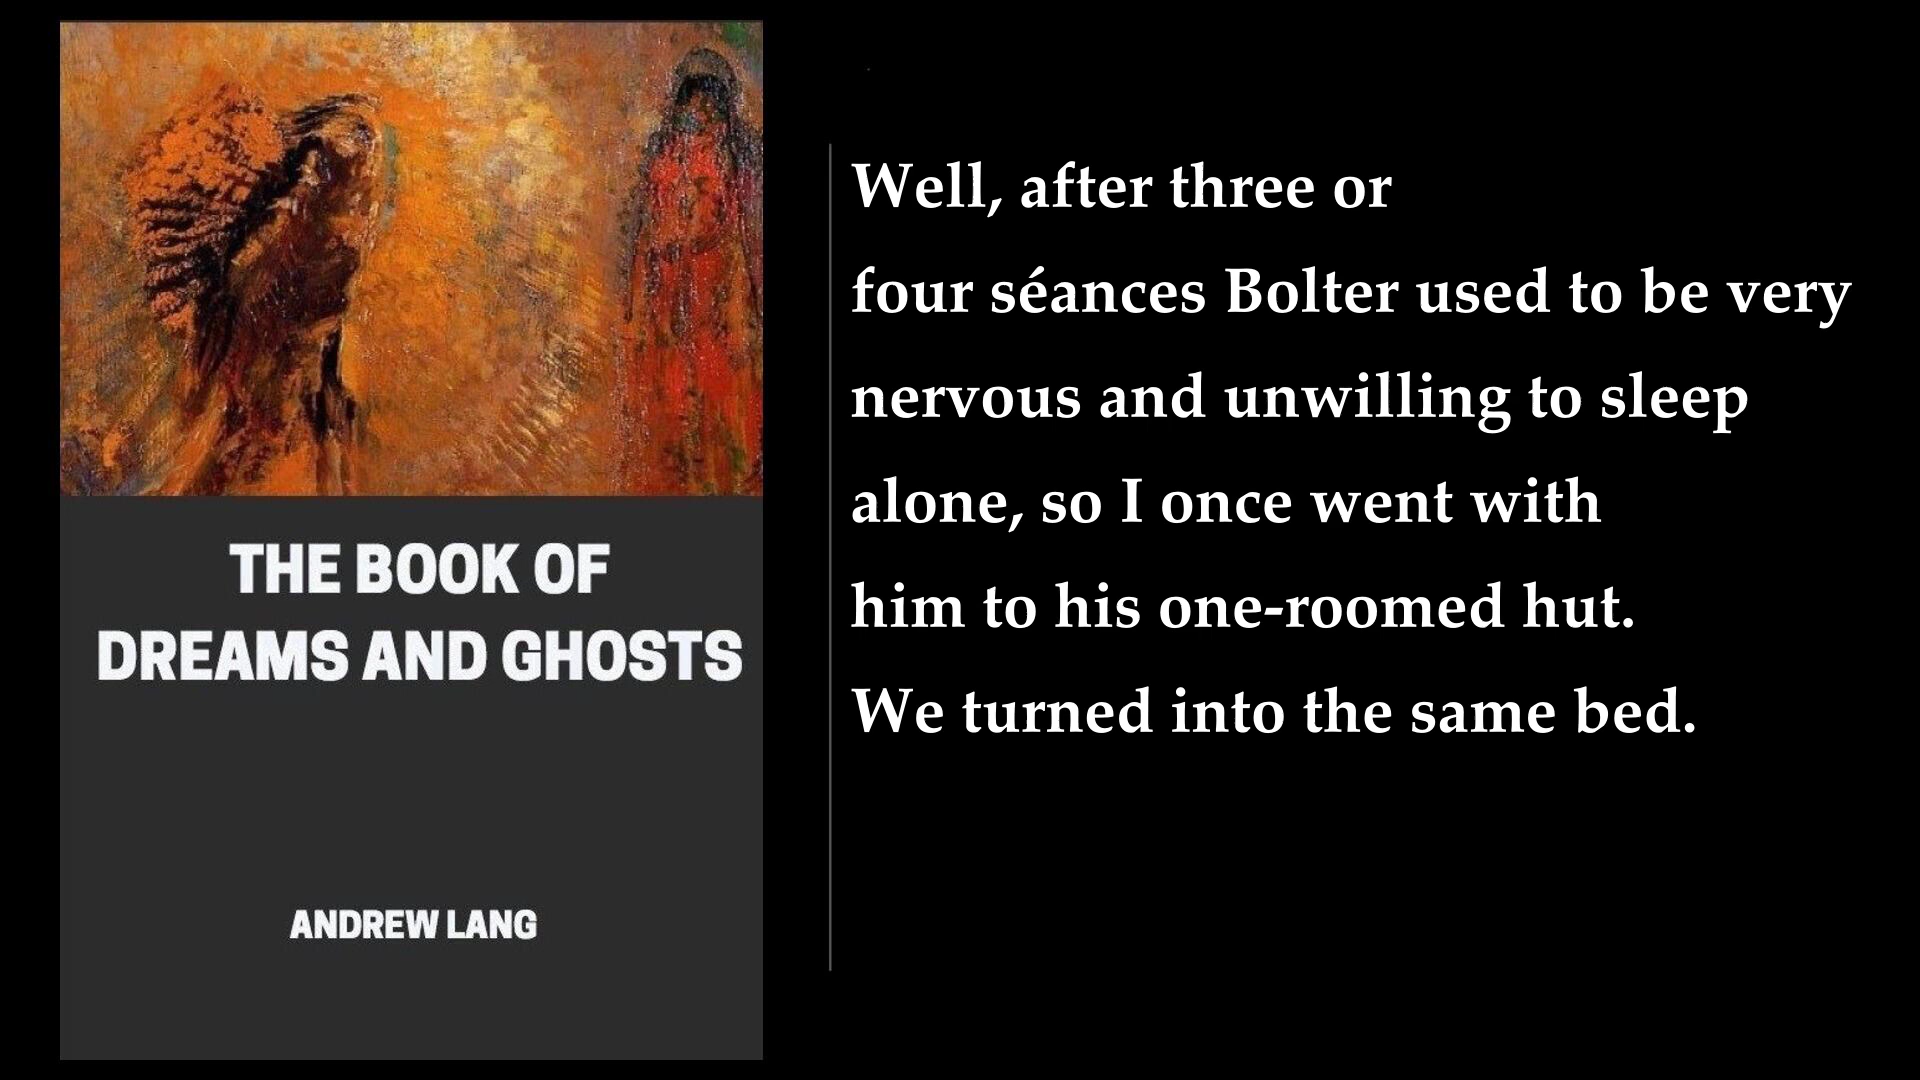 THE BOOK OF
DREAMS AND GHOSTS
ANDREW LANG
Well, after three or
four séances Bolter used to be very
nervous and unwilling to sleep
alone, so I once went with
him to his one-roomed hut.
We turned into the same bed.